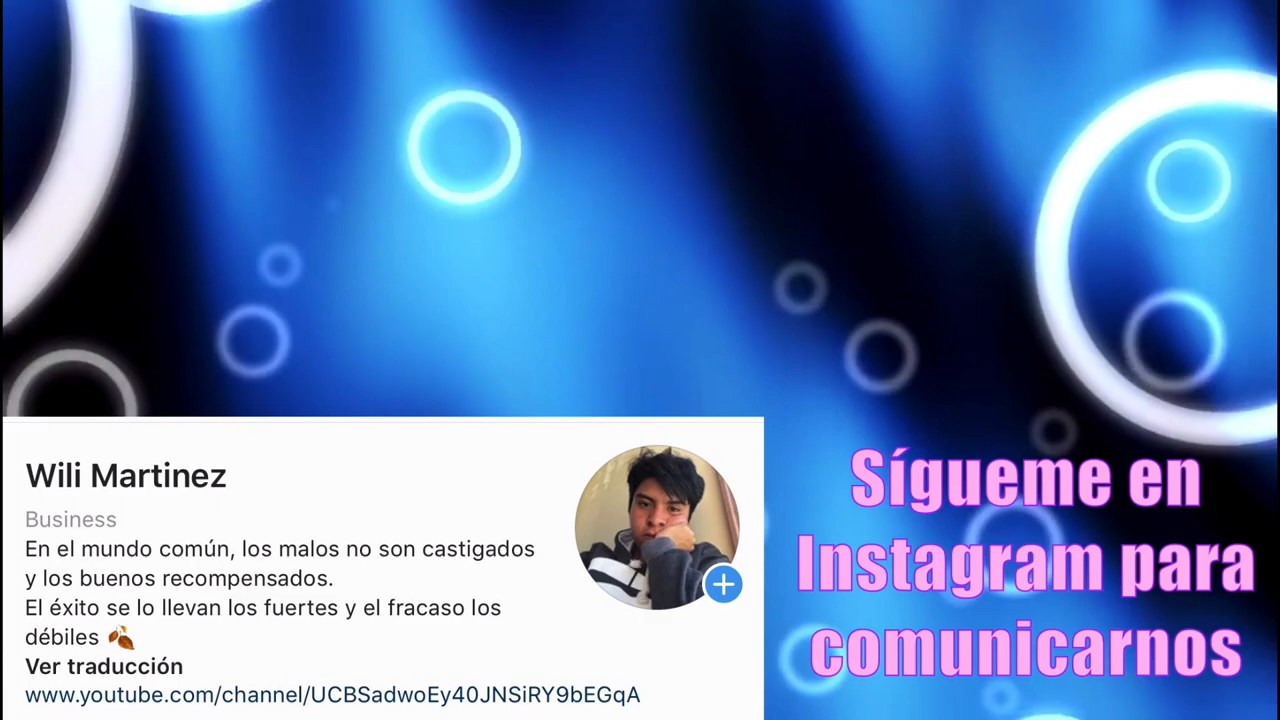 Wili Martinez
Business
En el mundo común, los malos no son castigados
y los buenos recompensados.
El éxito se lo llevan los fuertes y el fracaso los
débiles 🍂
Ver traducción
www.youtube.com/channel/UCBSadwoEy40JNSiRY9bEGqA
Sígueme en
Instagram para
comunicarnos